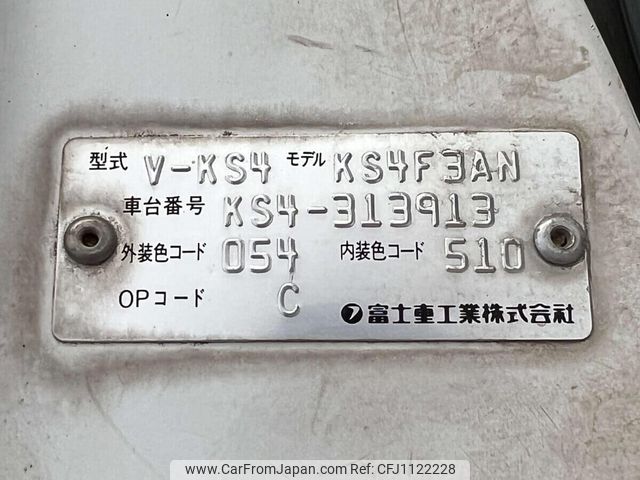 型式 V-KS4 モデル KS4F3AN
車台番号 KS4-313913
外装色コード 054 内装色コード 510
OPコード C 富士重工業株式会社
www.CarFromJapan.com | Ref ID: CFJ1122228